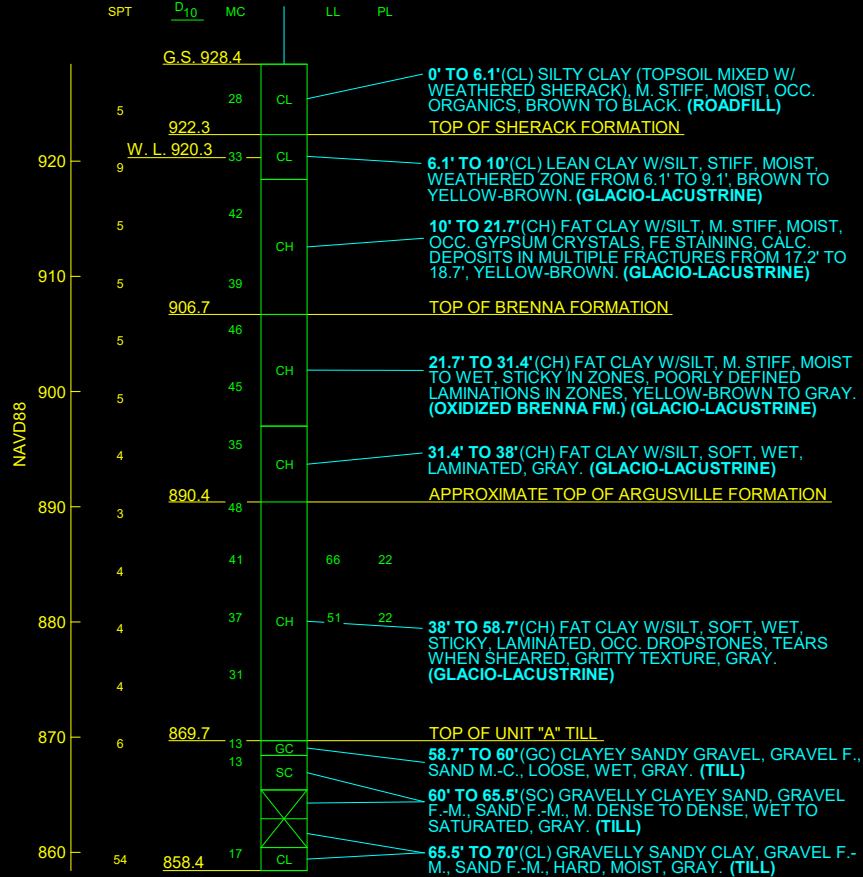 SPT D10 MC LL PL
G.S. 928.4
0' TO 6.1'(CL) SILTY CLAY (TOPSOIL MIXED W/
28 CL WEATHERED SHERACK), M. STIFF, MOIST, OCC.
5 ORGANICS, BROWN TO BLACK. (ROADFILL)
922.3 TOP OF SHERACK FORMATION
W. L. 920.3
920 9 33 CL 6.1' TO 10'(CL) LEAN CLAY W/SILT, STIFF, MOIST,
WEATHERED ZONE FROM 6.1' TO 9.1', BROWN TO
YELLOW-BROWN. (GLACIO-LACUSTRINE)
42
5 10' TO 21.7'(CH) FAT CLAY W/SILT, M. STIFF, MOIST,
CH OCC. GYPSUM CRYSTALS, FE STAINING, CALC.
DEPOSITS IN MULTIPLE FRACTURES FROM 17.2' TO
910 5 39 18.7', YELLOW-BROWN. (GLACIO-LACUSTRINE)
906.7 TOP OF BRENNA FORMATION
46
5
CH 21.7' TO 31.4'(CH) FAT CLAY W/SILT, M. STIFF, MOIST
900 5 45 TO WET, STICKY IN ZONES, POORLY DEFINED
LAMINATIONS IN ZONES, YELLOW-BROWN TO GRAY.
(OXIDIZED BRENNA FM.) (GLACIO-LACUSTRINE)
NAVD88
35
4 CH 31.4' TO 38'(CH) FAT CLAY W/SILT, SOFT, WET,
LAMINATED, GRAY. (GLACIO-LACUSTRINE)
890 890.4 APPROXIMATE TOP OF ARGUSVILLE FORMATION
3 48
4 41 66 22
880 4 37 CH 51 22
38' TO 58.7'(CH) FAT CLAY W/SILT, SOFT, WET,
STICKY, LAMINATED, OCC. DROPSTONES, TEARS
WHEN SHEARED, GRITTY TEXTURE, GRAY.
4 31 (GLACIO-LACUSTRINE)
870 869.7 TOP OF UNIT "A" TILL
6 13 GC 58.7' TO 60'(GC) CLAYEY SANDY GRAVEL, GRAVEL F.,
13 SC SAND M.-C., LOOSE, WET, GRAY. (TILL)
60' TO 65.5'(SC) GRAVELLY CLAYEY SAND, GRAVEL
F.-M., SAND F.-M., M. DENSE TO DENSE, WET TO
SATURATED, GRAY. (TILL)
860 54 17 CL 65.5' TO 70'(CL) GRAVELLY SANDY CLAY, GRAVEL F.-
858.4 M., SAND F.-M., HARD, MOIST, GRAY. (TILL)